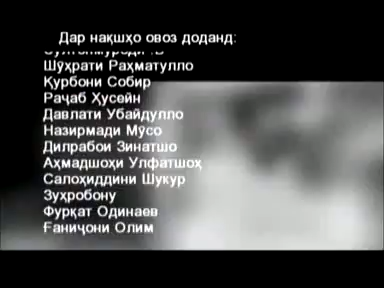 Дар нақшҳо овоз доданд:
Шӯҳрати Раҳматулло
Қурбони Собир
Раҷаб Ҳусейн
Давлати Убайдулло
Назирмади Мӯсо
Дилрабои Зинатшо
Аҳмадшоҳи Улфатшоҳ
Салоҳиддини Шукур
Зуҳробону
Фурқат Одинаев
Ғаниҷони Олим